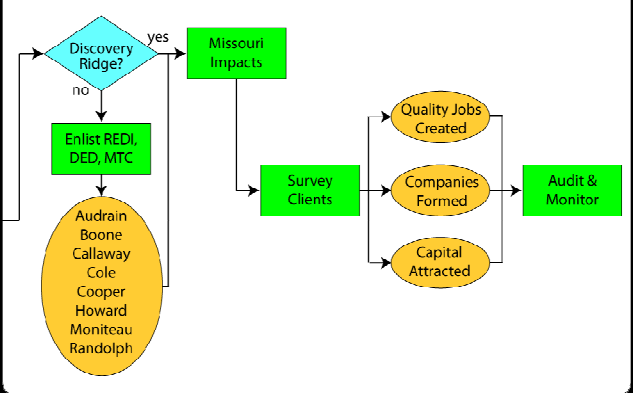 Discovery
Ridge?
yes
no
Missouri
Impacts
Enlist REDI,
DED, MTC
Audrain
Boone
Callaway
Cole
Cooper
Howard
Moniteau
Randolph
Survey
Clients
Quality Jobs
Created
Companies
Formed
Capital
Attracted
Audit &
Monitor